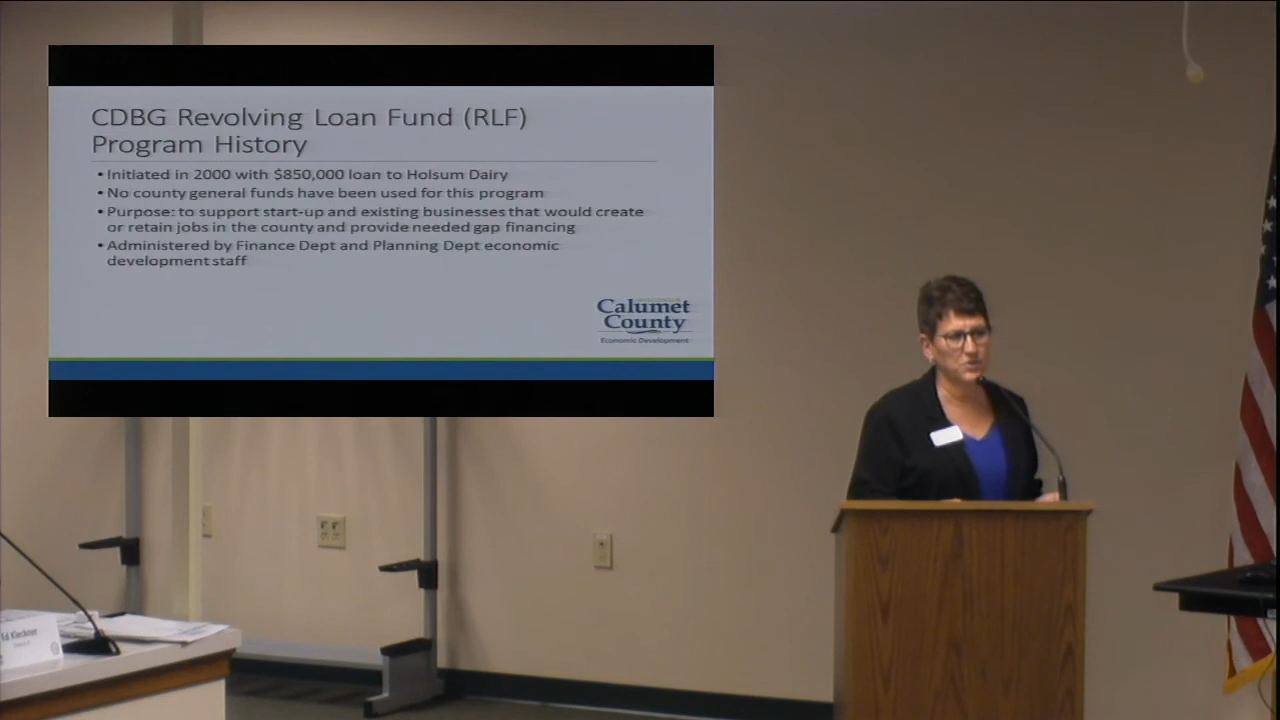 CDBG Revolving Loan Fund (RLF)
Program History
• Initiated in 2000 with $850,000 loan to Holsum Dairy
• No county general funds have been used for this program
• Purpose: to support start-up and existing businesses that would create
or retain jobs in the county and provide needed gap financing
• Administered by Finance Dept and Planning Dept economic
development staff
Calumet
County
Economic Development
Ed Kleckner